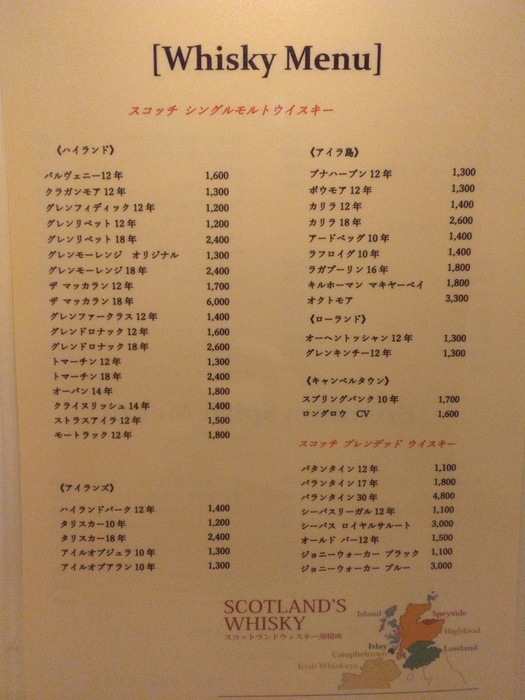 [Whisky Menu]
スコッチ シングルモルトウイスキー
《ハイランド》
バルヴェニー12年 1,600
クラガンモア 12年 1,300
グレンフィディック 12年 1,200
グレンリベット 12年 1,200
グレンリベット 18年 2,400
グレンモーレンジ オリジナル 1,300
グレンモーレンジ 18年 2,400
ザ マッカラン 12年 1,700
ザ マッカラン 18年 6,000
グレンファークラス 12年 1,400
グレンドロナック 12年 1,600
グレンドロナック 18年 2,600
トマーチン 12年 1,300
トマーチン 18年 2,400
オーバン 14年 1,800
クライヌリッシュ 14年 1,400
ストラスアイラ 12年 1,500
モートラック 12年 1,800
《アイランズ》
ハイランドパーク 12年 1,400
タリスカー10年 1,200
タリスカー18年 2,400
アイルオブジュラ 10年 1,300
アイルオブアラン 10年 1,300
《アイラ島》
ブナハーブン 12年 1,300
ボウモア 12年 1,300
カリラ 12年 1,400
カリラ 18年 2,600
アードベッグ 10年 1,400
ラフロイグ 10年 1,400
ラガブーリン 16年 1,800
キルホーマン マキヤーベイ 1,800
オクトモア 3,300
《ローランド》
オーヘントッシャン 12年 1,300
グレンキンチー12年 1,300
《キャンベルタウン》
スプリングバンク 10年 1,700
ロングロウ CV 1,600
スコッチ ブレンデッド ウイスキー
バタンタイン 12年 1,100
バランタイン 17年 1,800
バランタイン 30年 4,800
シーバスリーガル 12年 1,100
シーバス ロイヤルサルート 3,000
オールド パー12年 1,500
ジョニーウォーカー ブラック 1,100
ジョニーウォーカー ブルー 3,000
SCOTLAND'S
WHISKY
スコットランドウィスキー蒸留所
Island
Speyside
Highland
Islay
Lowland
Campbeltown
Irish Whiskeys